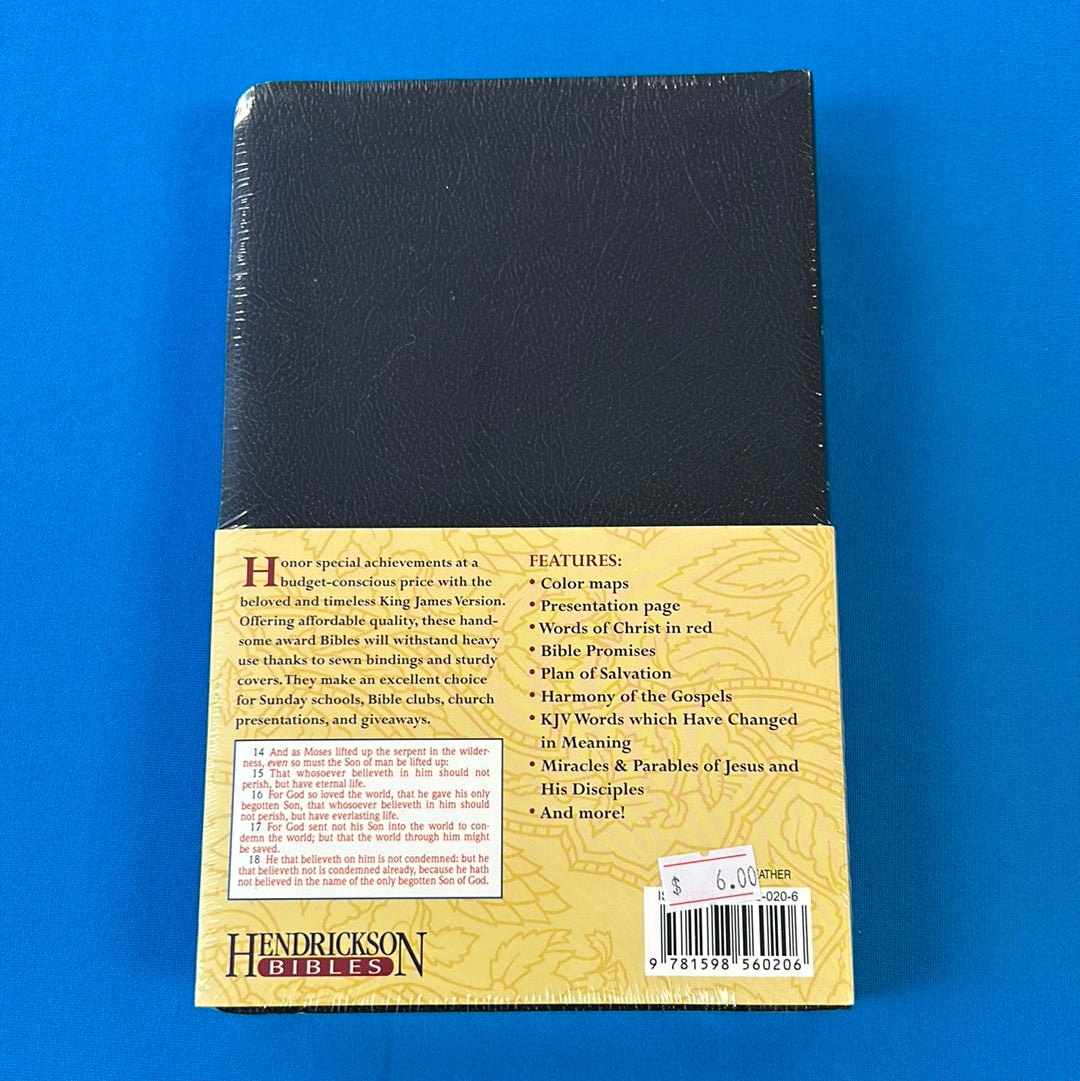 Honor special achievements at a
budget-conscious price with the
beloved and timeless King James Version.
Offering affordable quality, these hand-
some award Bibles will withstand heavy
use thanks to sewn bindings and sturdy
covers. They make an excellent choice
for Sunday schools, Bible clubs, church
presentations, and giveaways.
14 And as Moses lifted up the serpent in the wilder-
ness, even so must the Son of man be lifted up:
15 That whosoever believeth in him should not
perish, but have eternal life.
16 For God so loved the world, that he gave his only
begotten Son, that whosoever believeth in him should
not perish, but have everlasting life.
17 For God sent not his Son into the world to con-
demn the world; but that the world through him might
be saved.
18 He that believeth on him is not condemned: but he
that believeth not is condemned already, because he hath
not believed in the name of the only begotten Son of God.
HENDRICKSON
BIBLES
FEATURES:
• Color maps
• Presentation page
• Words of Christ in red
• Bible Promises
• Plan of Salvation
• Harmony of the Gospels
• KJV Words which Have Changed
in Meaning
• Miracles & Parables of Jesus and
His Disciples
• And more!
$ 6.00
-020-6
9 781598 560206